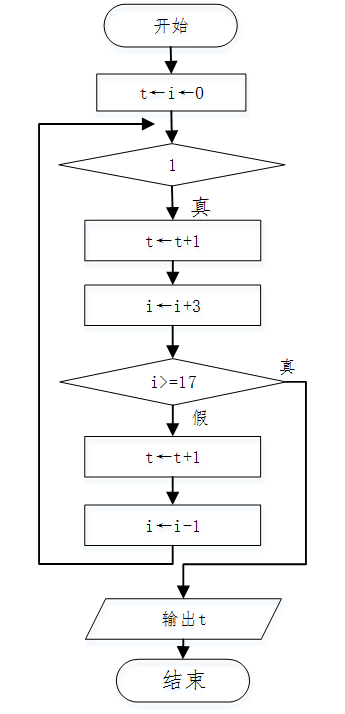 开始
t←i←0
1
真
t←t+1
i←i+3
真
i>=17
假
t←t+1
i←i-1
输出t
结束